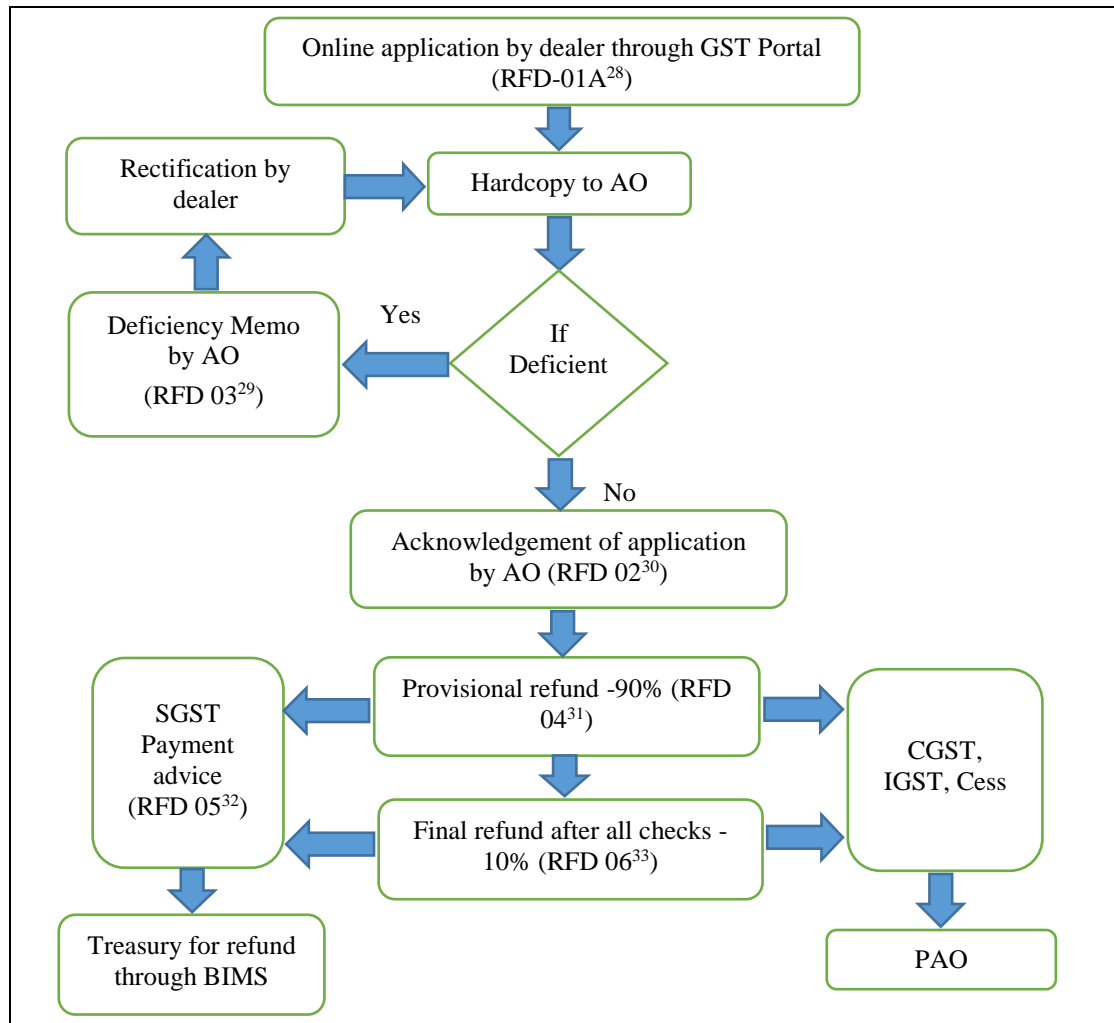 Online application by dealer through GST Portal
(RFD-01A28)
Rectification by
dealer
Hardcopy to AO
Deficiency Memo
by AO
(RFD 0329)
Yes
If
Deficient
No
Acknowledgement of application
by AO (RFD 0230)
SGST
Payment
advice
(RFD 0532)
Provisional refund -90% (RFD
0431)
CGST,
IGST, Cess
Final refund after all checks -
10% (RFD 0633)
Treasury for refund
through BIMS
PAO